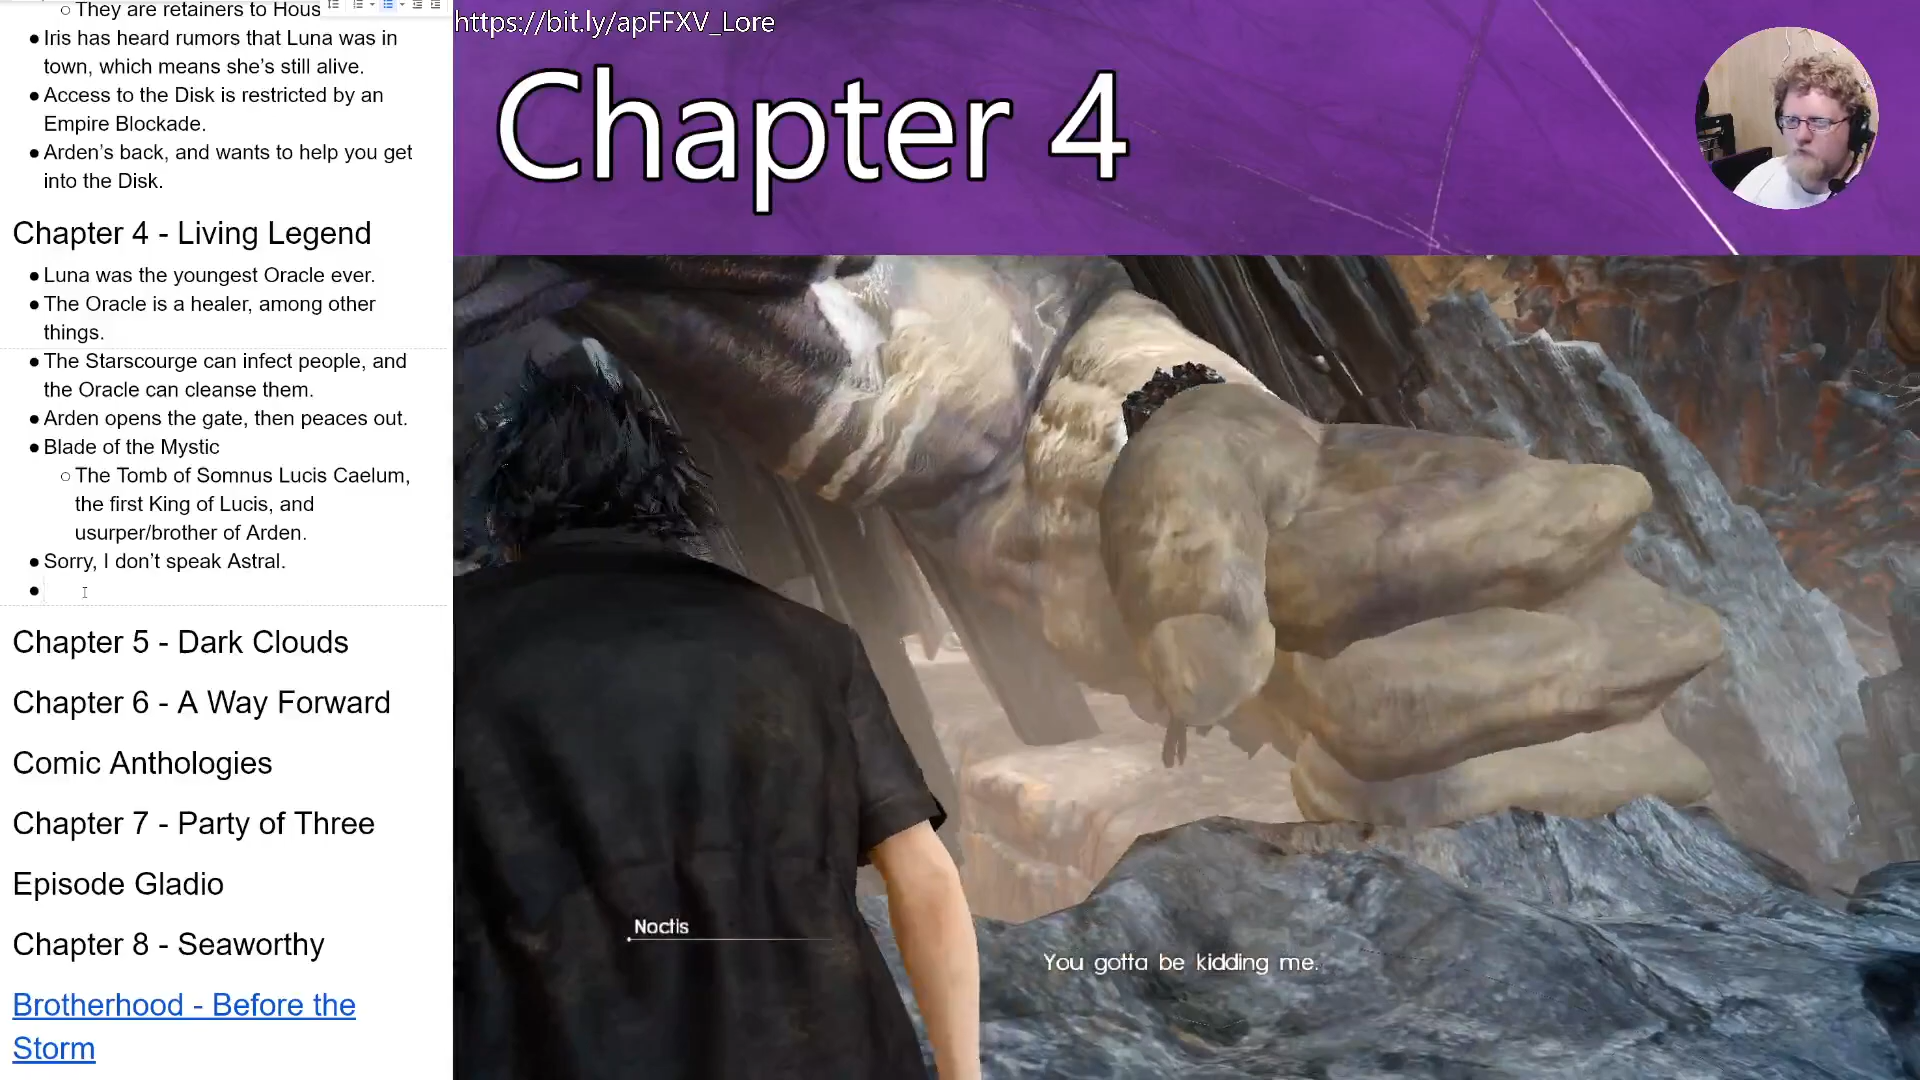 They are retainers to Hous
Iris has heard rumors that Luna was in
town, which means she's still alive.
Access to the Disk is restricted by an
Empire Blockade.
Arden's back, and wants to help you get
into the Disk.
Chapter 4 - Living Legend
Luna was the youngest Oracle ever.
The Oracle is a healer, among other
things.
The Starscourge can infect people, and
the Oracle can cleanse them.
Arden opens the gate, then peaces out.
Blade of the Mystic
The Tomb of Somnus Lucis Caelum,
the first King of Lucis, and
usurper/brother of Arden.
Sorry, I don't speak Astral.
Chapter 5 - Dark Clouds
Chapter 6 - A Way Forward
Comic Anthologies
Chapter 7 - Party of Three
Episode Gladio
Chapter 8 - Seaworthy
Brotherhood - Before the
Storm
https://bit.ly/apFFXV_Lore
Chapter 4
Noctis
You gotta be kidding me.